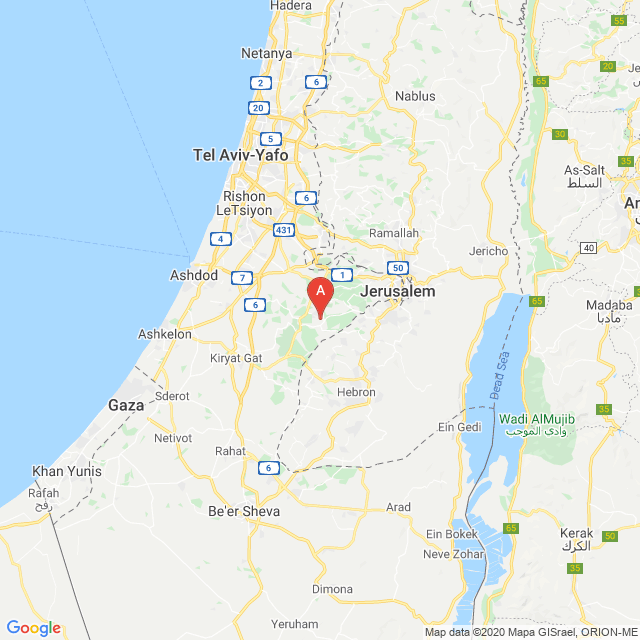 Hadera
55
Netanya
6
2
65
20
Je
Nablus
20
5
30
Tel Aviv-Yafo
35
As-Salt
السلط
Rishon
LeTsiyon
6
Am
431
Ramallah
4
Jericho
40
Ashdod
7
1
50
A
Jerusalem
35
65
6
Madaba
مادبا
Ashkelon
Kiryat Gat
Dead Sea
Hebron
Gaza
Sderot
35
Wadi AlMujib
وادي الموجب
Ein Gedi
Netivot
Rahat
6
Khan Yunis
Rafah
رفح
Be'er Sheva
Arad
65
Ein Bokek
Kerak
الكرك
50
Neve Zohar
35
Dimona
Yeruham
Google
Map data ©2020 Mapa GISrael, ORION-ME